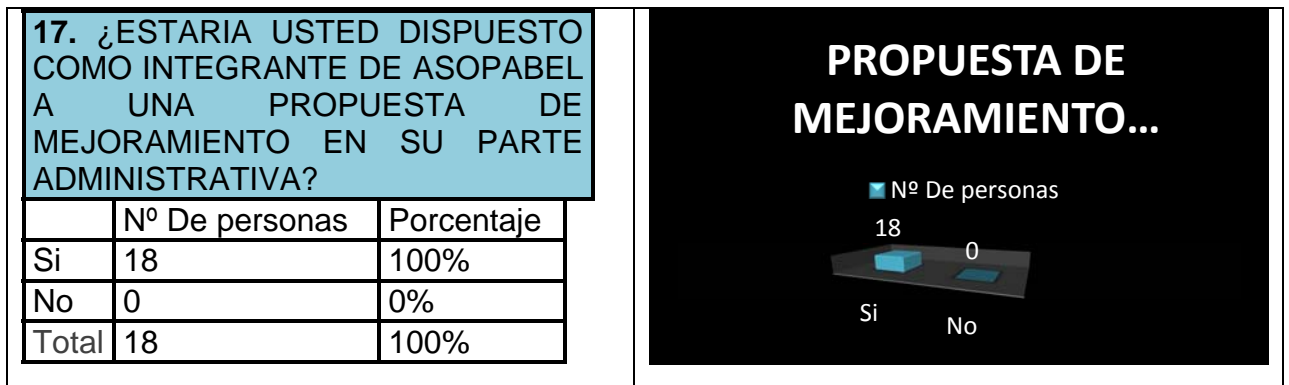 17. ¿ESTARIA USTED DISPUESTO
COMO INTEGRANTE DE ASOPABEL
A UNA PROPUESTA DE
MEJORAMIENTO EN SU PARTE
ADMINISTRATIVA?
Nº De personas Porcentaje
Si 18 100%
No 0 0%
Total 18 100%
PROPUESTA DE
MEJORAMIENTO...
Nº De personas
18
0
Si
No